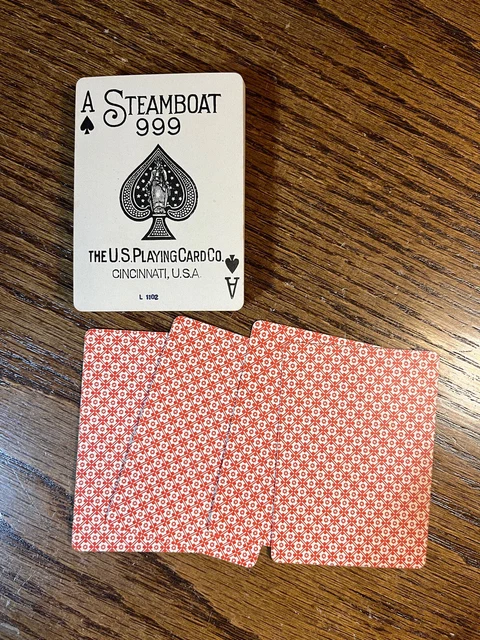 A STEAMBOAT
999
THE U.S. PLAYING CARD CO.
CINCINNATI, U.S.A.
A
L 1102